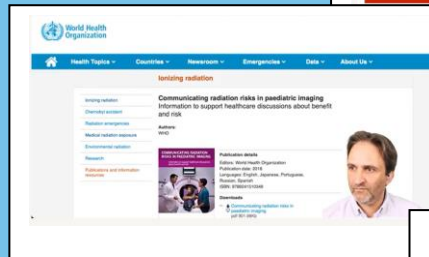 World Health
Organization
Health Topics
Countries
Newsroom
Emergencies
Data
About Us
Ionizing radiation
Ionizing radiation
Chernobyl accident
Radiation emergencies
Medical radiation exposure
Environmental radiation
Research
Publications and information
resources
Communicating radiation risks in paediatric imaging
Information to support healthcare discussions about benefit
and risk
Authors:
WHO
COMMUNICATING RADIATION
RISKS IN PAEDIATRIC IMAGING
Publication details
Editors: World Health Organization
Publication date: 2016
Languages: English, Japanese, Portuguese,
Russian, Spanish
Downloads
Communicating radiation risks in
paediatric imaging